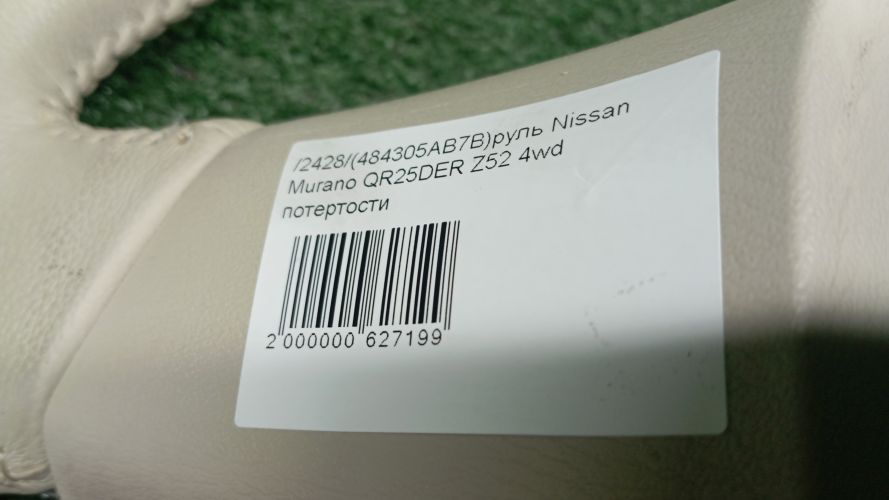 /2428/(484305AB7B)руль Nissan
Murano QR25DER Z52 4wd
потертости
2 000000 627199